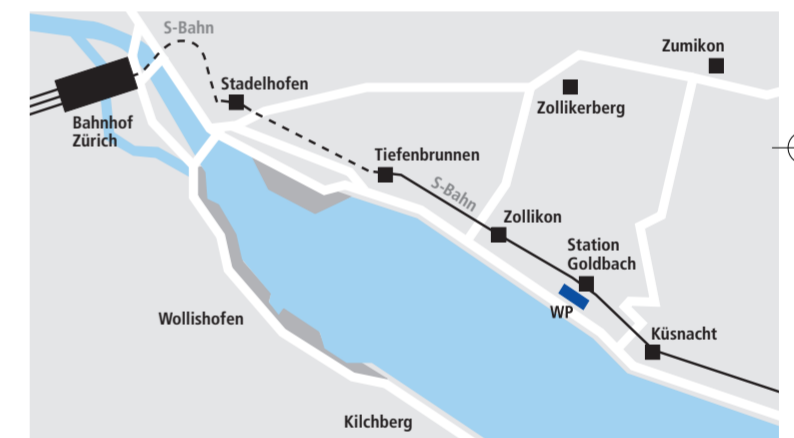 S-Bahn
Zumikon
Stadelhofen
Zollikerberg
Bahnhof
Zürich
Tiefenbrunnen
S-Bahn
Zollikon
Station
Goldbach
WP
Wollishofen
Küsnacht
Kilchberg